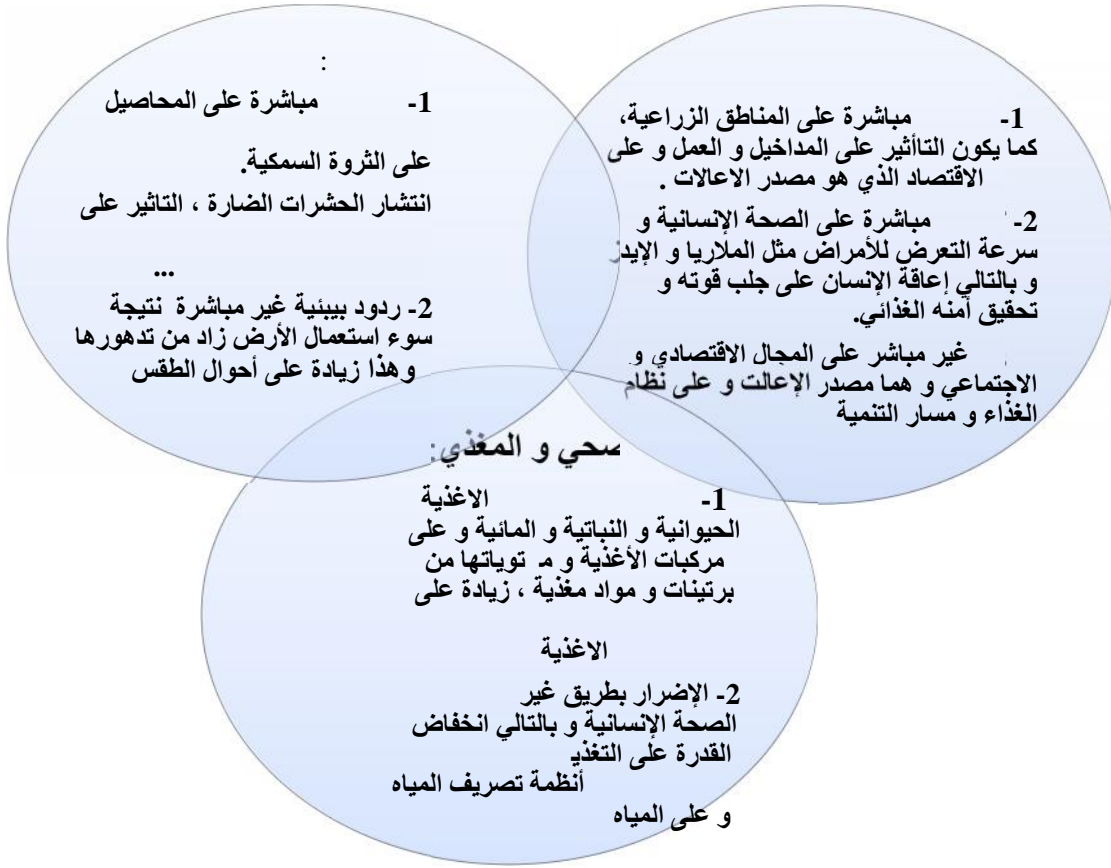 1- مباشرة على المناطق الزراعية،
كما يكون التاأثير على المداخيل و العمل و على
الاقتصاد الذي هو مصدر الاعالات .
2- مباشرة على الصحة الإنسانية و
سرعة التعرض للأمراض مثل الملاريا و الإيدز
و بالتالي إعاقة الإنسان على جلب قوته و
تحقيق أمنه الغذائي.
غير مباشر على المجال الاقتصادي و
الاجتماعي و هما مصدر الإعالت و على نظام
الغذاء و مسار التنمية
:
1- مباشرة على المحاصيل
على الثروة السمكية.
انتشار الحشرات الضارة ، التاثير على
...
2- ردود بيبئية غير مباشرة نتيجة
سوء استعمال الأرض زاد من تدهورها
وهذا زيادة على أحوال الطقس
صحي و المغذي:
1- الاغذية
الحيوانية و النباتية و المائية و على
مركبات الأغذية و من
برتينات و مواد مغذية ، زيادة على
الاغذية
2- الإضرار بطريق غير
الصحة الإنسانية و بالتالي انخفاض
القدرة على
أنظمة تصريف المياه
و على المياه